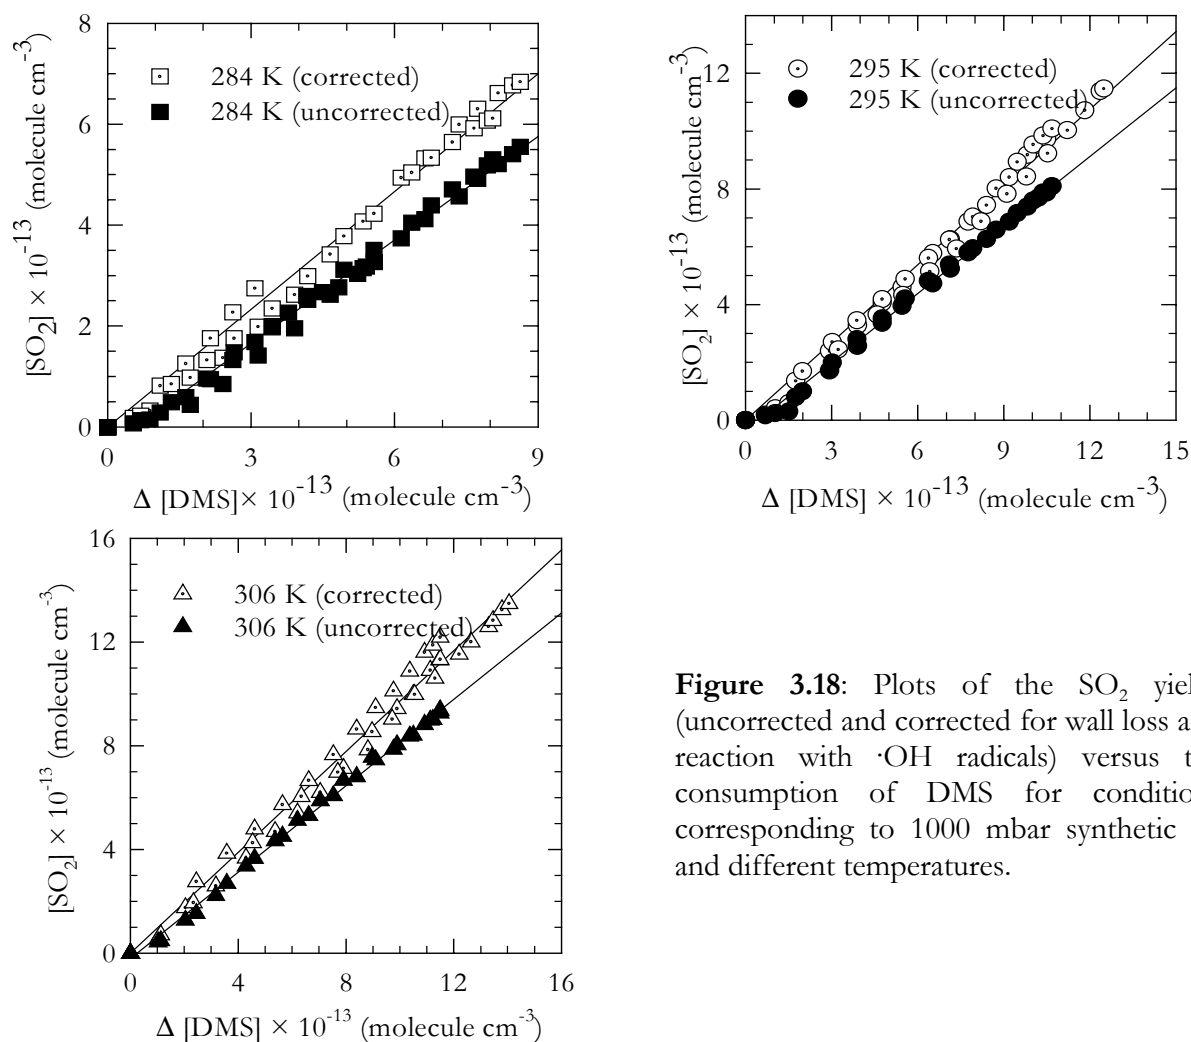 8
6
4
2
0
[SO2] × 10-13 (molecule cm-3)
284 K (corrected)
284 K (uncorrected)
0 3 6 9
Δ [DMS]× 10-13 (molecule cm-3)
12
8
4
0
[SO2] × 10-13 (molecule cm-3)
295 K (corrected)
295 K (uncorrected)
0 3 6 9 12 15
Δ [DMS] × 10-13 (molecule cm-3)
16
12
8
4
0
[SO2] × 10-13 (molecule cm-3)
306 K (corrected)
306 K (uncorrected)
0 4 8 12 16
Δ [DMS] × 10-13 (molecule cm-3)
Figure 3.18: Plots of the SO2 yiel
(uncorrected and corrected for wall loss a
reaction with ·OH radicals) versus t
consumption of DMS for conditio
corresponding to 1000 mbar synthetic
and different temperatures.